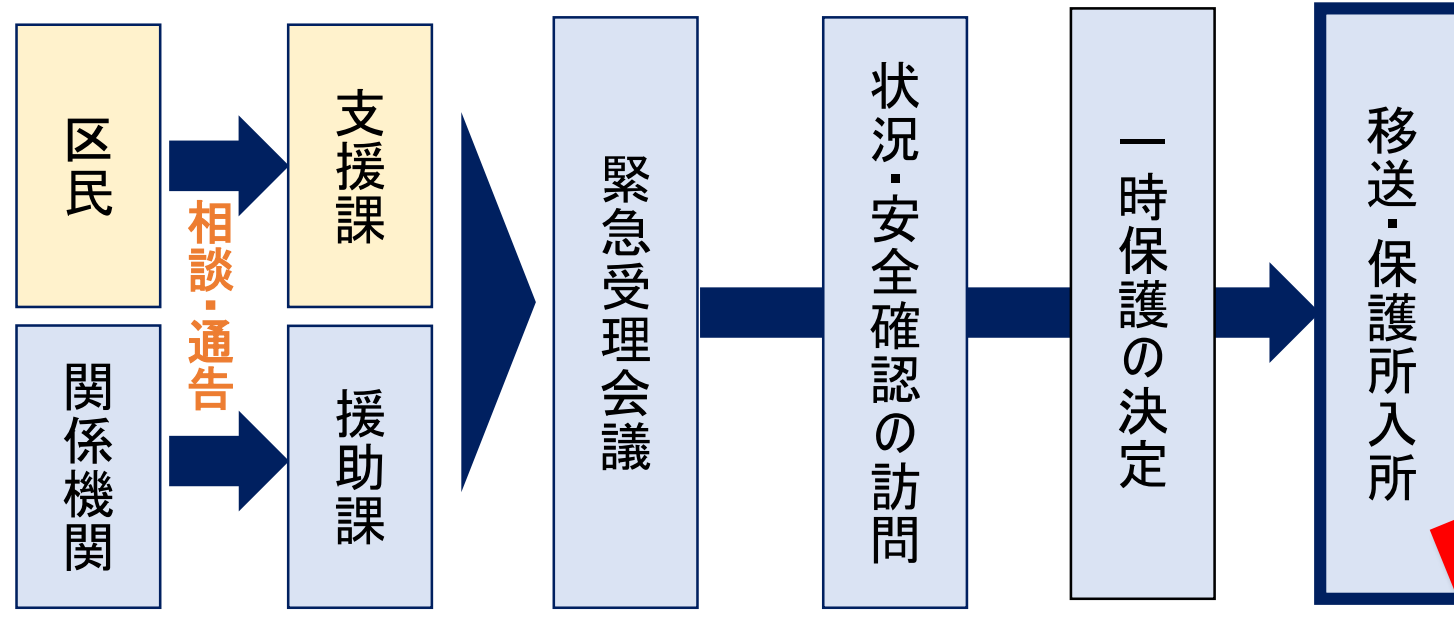 区民
相談・通告
支援課
関係機関
援助課
緊急受理会議
状況・安全確認の訪問
一時保護の決定
移送・保護所入所